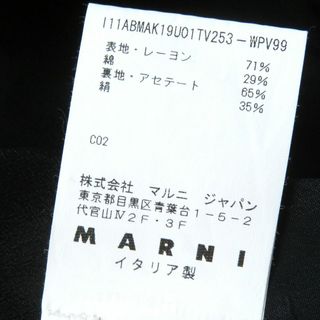 I11ABMAK19U01TV253-WPV99
表地・レーヨン 71%
綿 29%
裏地・アセテート 65%
絹 35%
C02
株式会社 マルニ ジャパン
東京都目黒区青葉台1-5-2
代官山Ⅳ2F・3F
MARNI
イタリア製